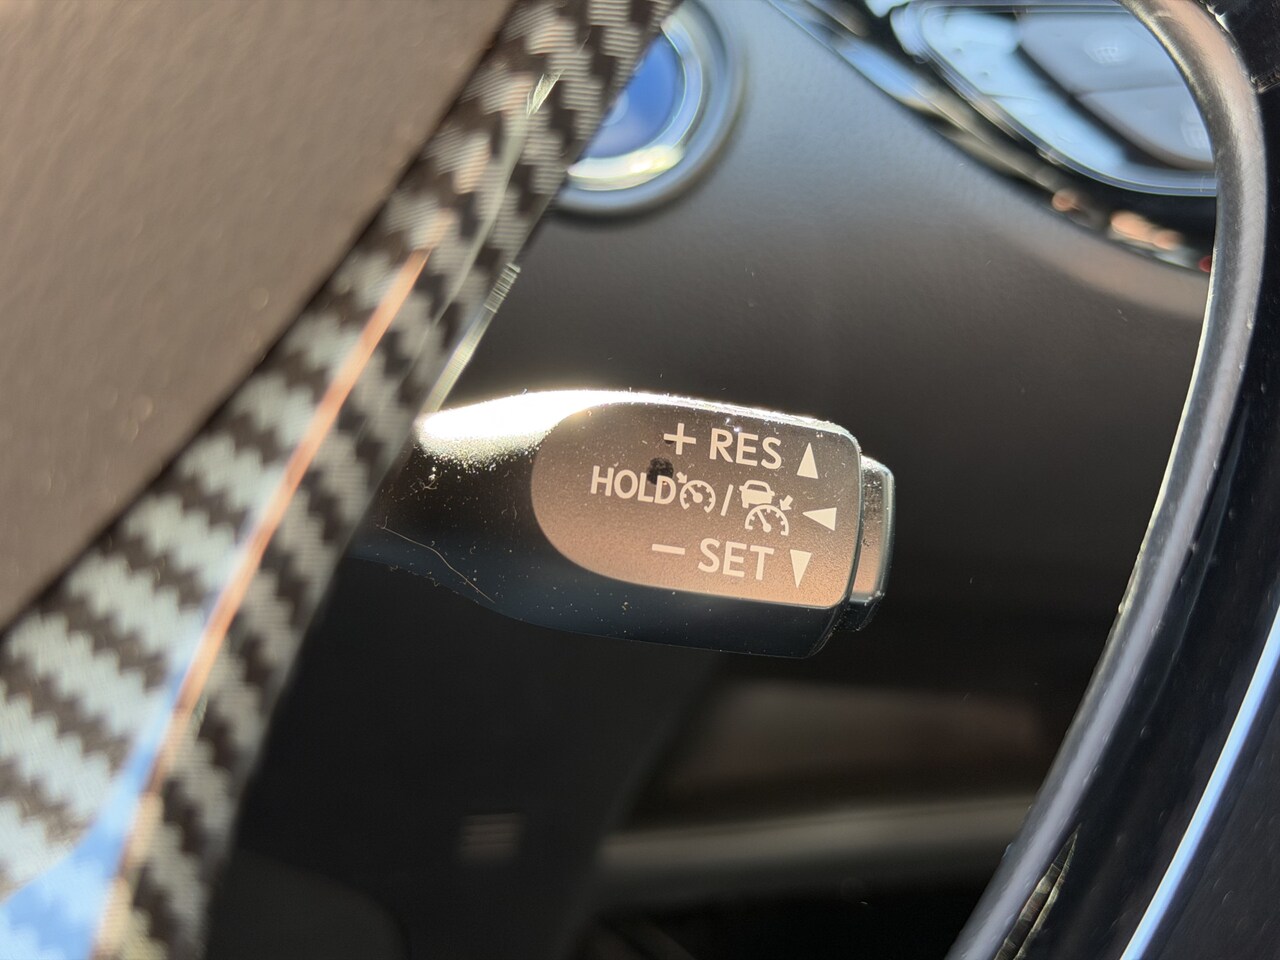 + RES ▲
HOLD / ◀
− SET ▼